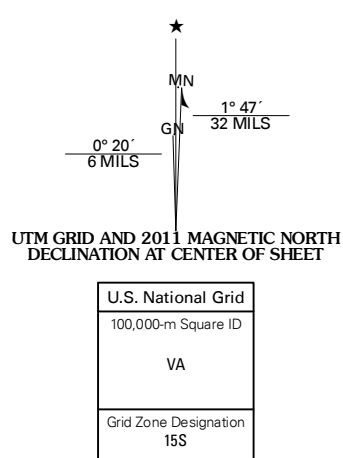 ★
MN
1° 47´
32 MILS
GN
0° 20´
6 MILS
UTM GRID AND 2011 MAGNETIC NORTH
DECLINATION AT CENTER OF SHEET
U.S. National Grid
100,000-m Square ID
VA
Grid Zone Designation
15S